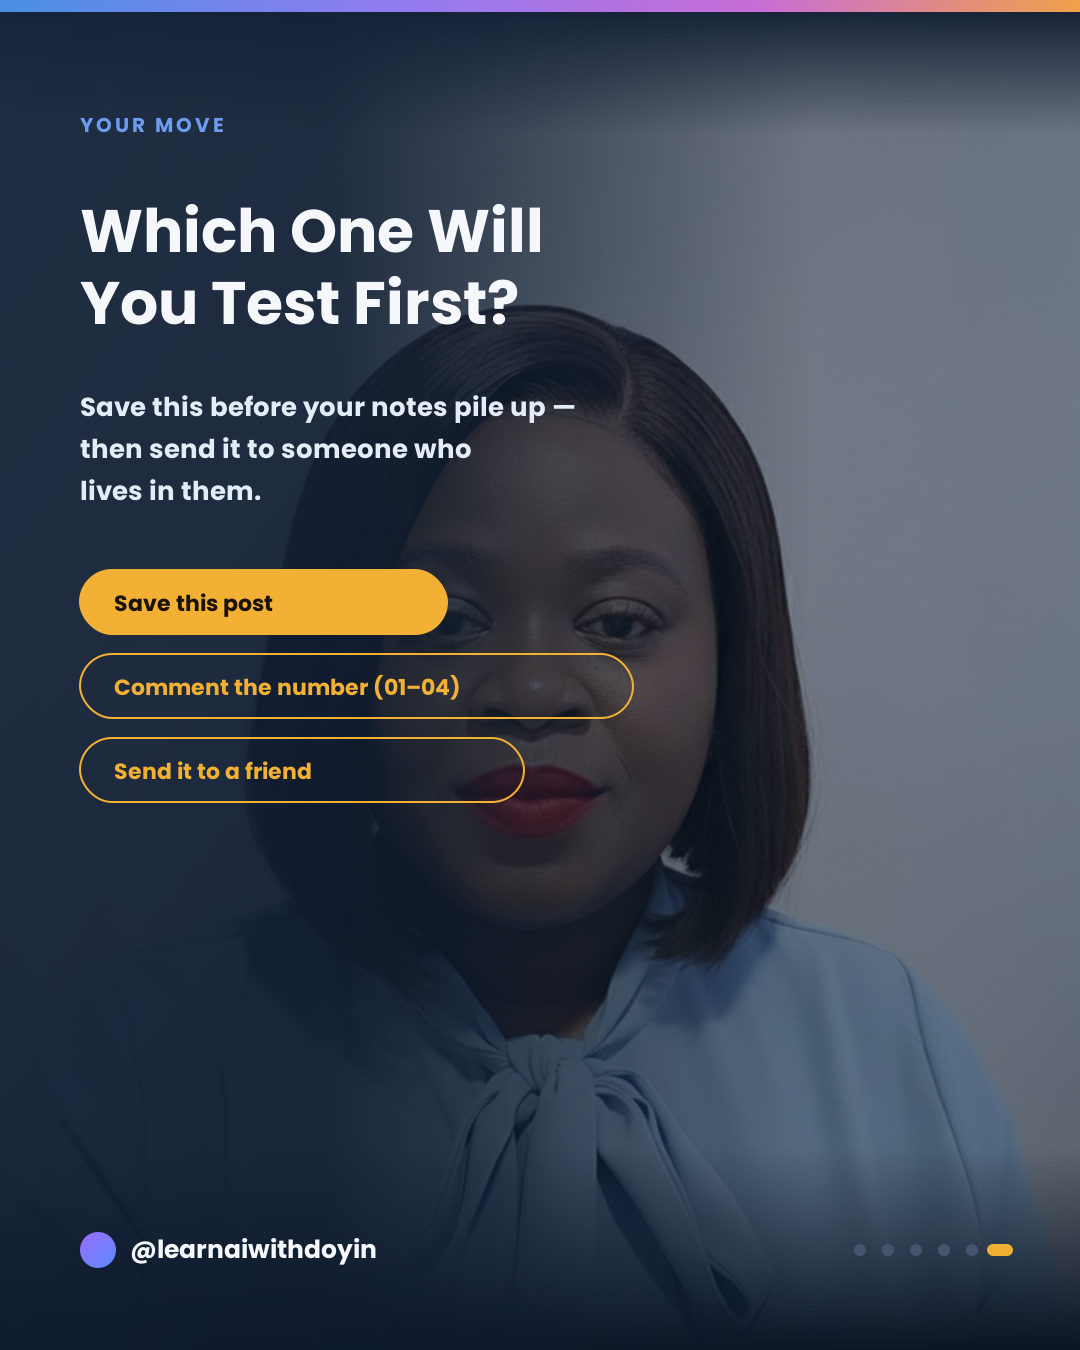 YOUR MOVE
Which One Will
You Test First?
Save this before your notes pile up —
then send it to someone who
lives in them.
Save this post
Comment the number (01–04)
Send it to a friend
@learnaiwithdoyin